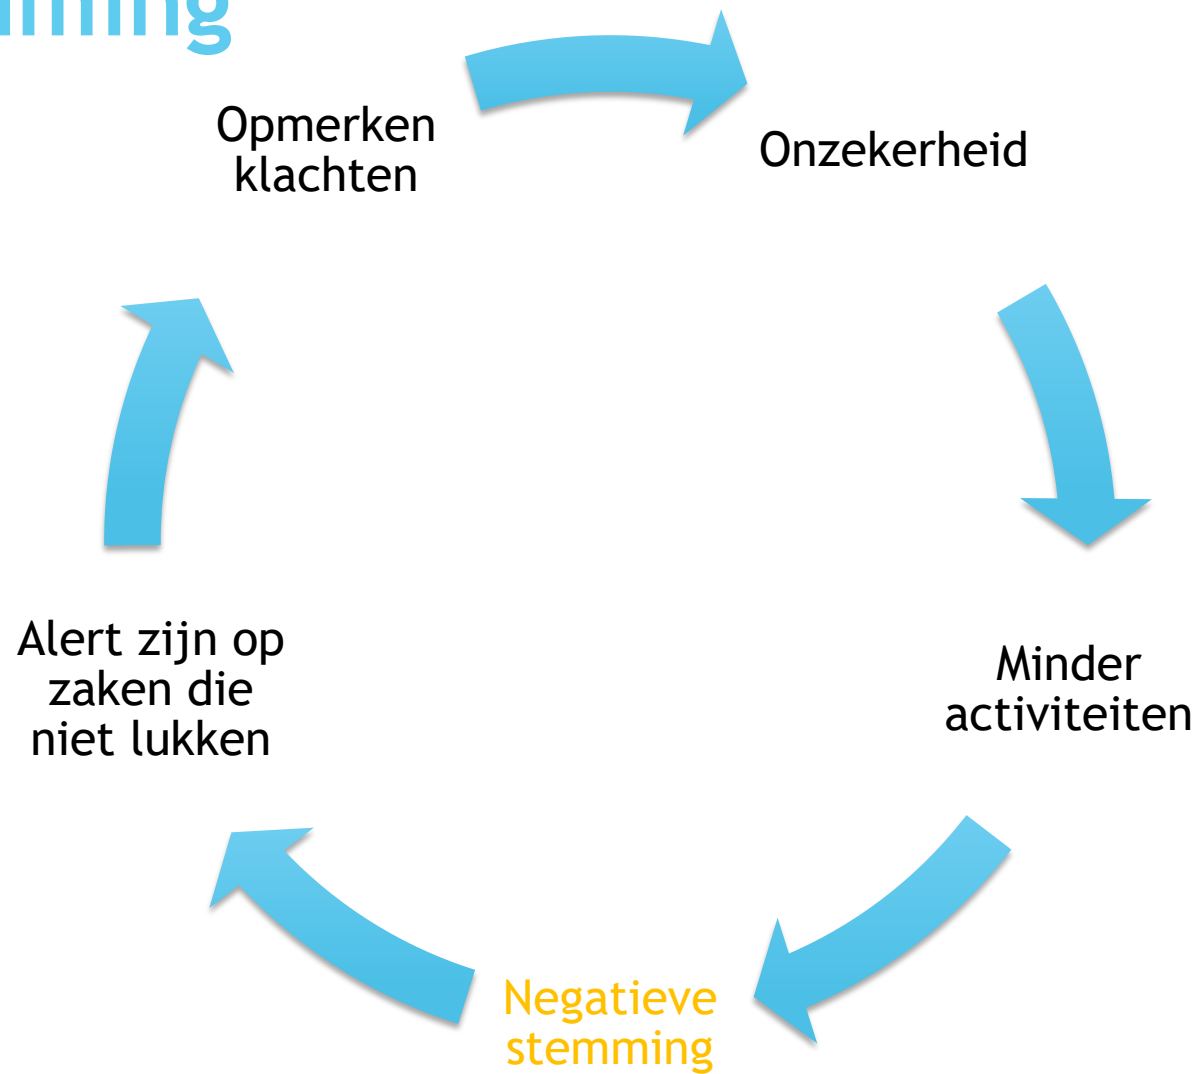 Opmerken
klachten
Onzekerheid
Minder
activiteiten
Negatieve
stemming
Alert zijn op
zaken die
niet lukken